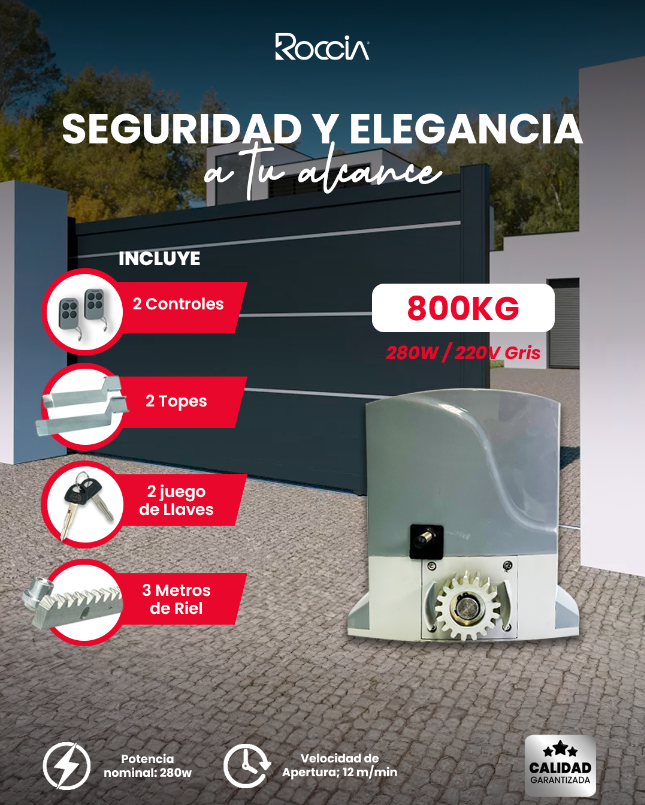 Roccia
SEGURIDAD Y ELEGANCIA
a tu alcance
INCLUYE
2 Controles
2 Topes
2 juego
de Llaves
3 Metros
de Riel
800KG
280W / 220V Gris
Potencia
nominal; 280w
Velocidad de
Apertura; 12 m/min
CALIDAD
GARANTIZADA